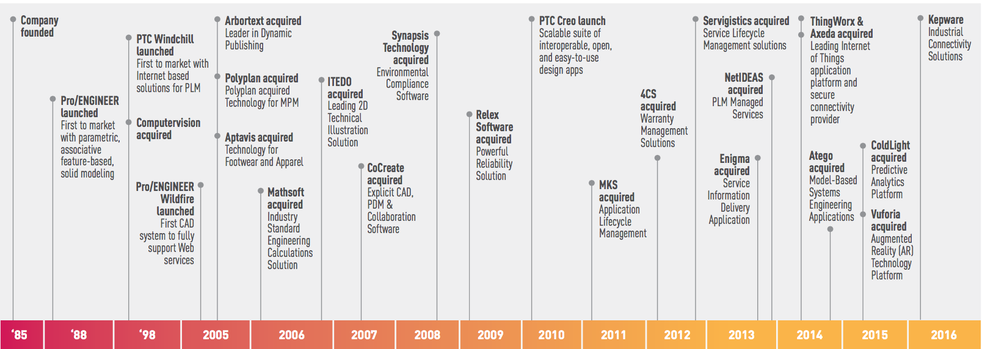 Company
founded
Pro/ENGINEER
launched
First to market
with parametric,
associative
feature-based,
solid modeling
PTC Windchill
launched
First to market with
Internet based
solutions for PLM
Computervision
acquired
Pro/ENGINEER
Wildfire
launched
First CAD
system to fully
support Web
services
Arbortext acquired
Leader in Dynamic
Publishing
Polyplan acquired
Polyplan acquired
Technology for MPM
Aptavis acquired
Technology for
Footwear and Apparel
Mathsoft
acquired
Industry
Standard
Engineering
Calculations
Solution
ITEDO
acquired
Leading 2D
Technical
Illustration
Solution
CoCreate
acquired
Explicit CAD,
PDM &
Collaboration
Software
Synapsis
Technology
acquired
Environmental
Compliance
Software
Relex
Software
acquired
Powerful
Reliability
Solution
PTC Creo launch
Scalable suite of
interoperable, open,
and easy-to-use
design apps
MKS
acquired
Application
Lifecycle
Management
4CS
acquired
Warranty
Management
Solutions
Servigistics acquired
Service Lifecycle
Management solutions
NetIDEAS
acquired
PLM Managed
Services
Enigma
acquired
Service
Information
Delivery
Application
ThingWorx &
Axeda acquired
Leading Internet
of Things
application
platform and
secure
connectivity
provider
Atego
acquired
Model-Based
Systems
Engineering
Applications
ColdLight
acquired
Predictive
Analytics
Platform
Vuforia
acquired
Augmented
Reality (AR)
Technology
Platform
Kepware
Industrial
Connectivity
Solutions
'85 '88 '98 2005 2006 2007 2008 2009 2010 2011 2012 2013 2014 2015 2016